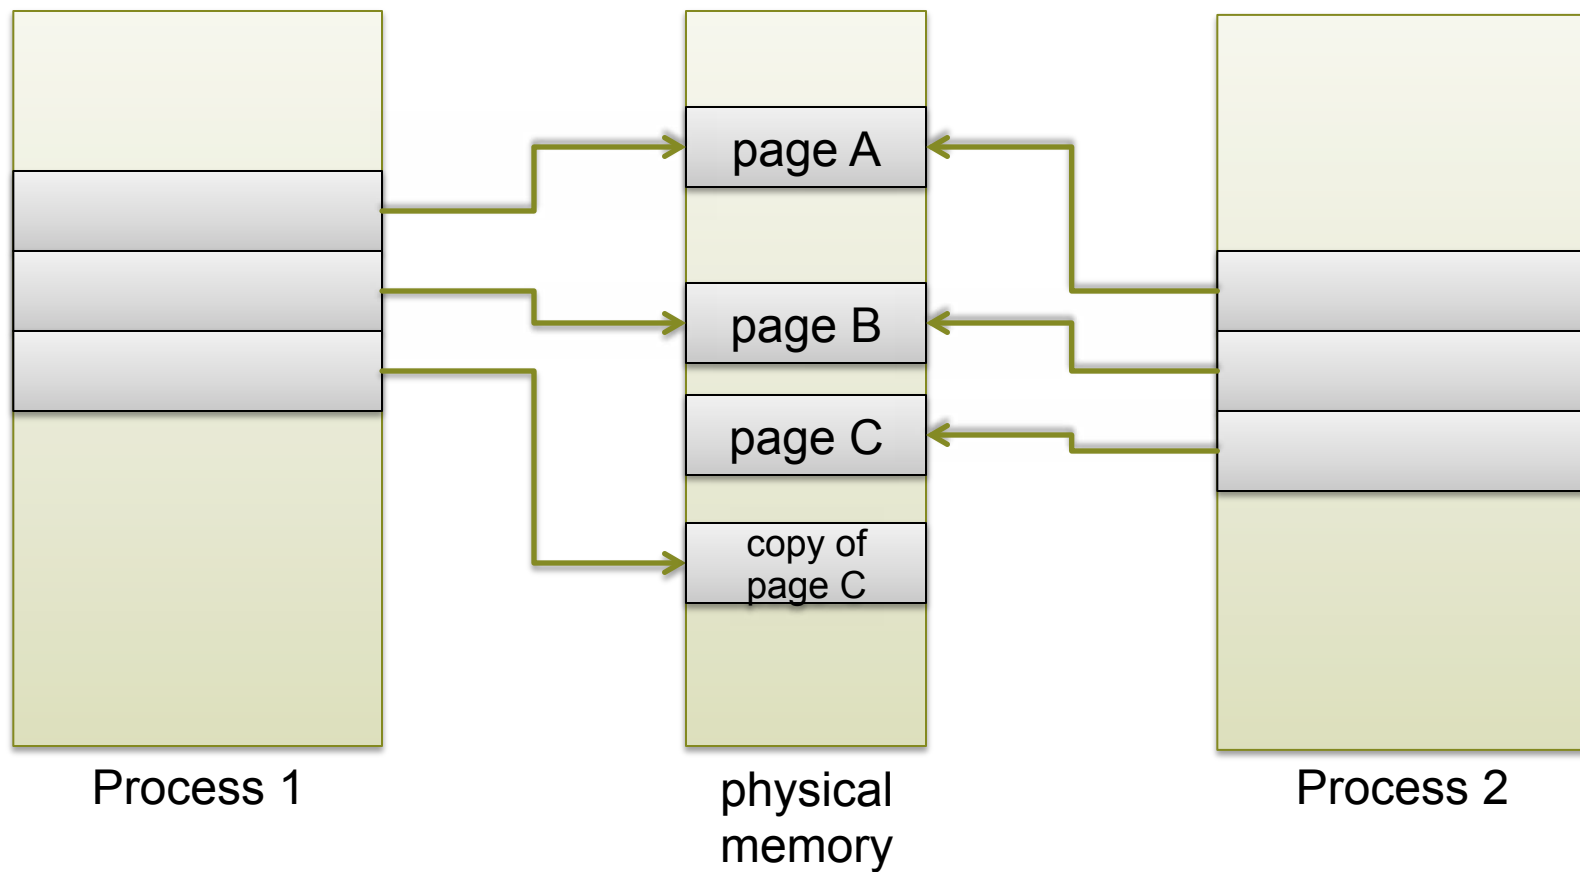 page A
page B
page C
copy of
page C
Process 1
physical
memory
Process 2